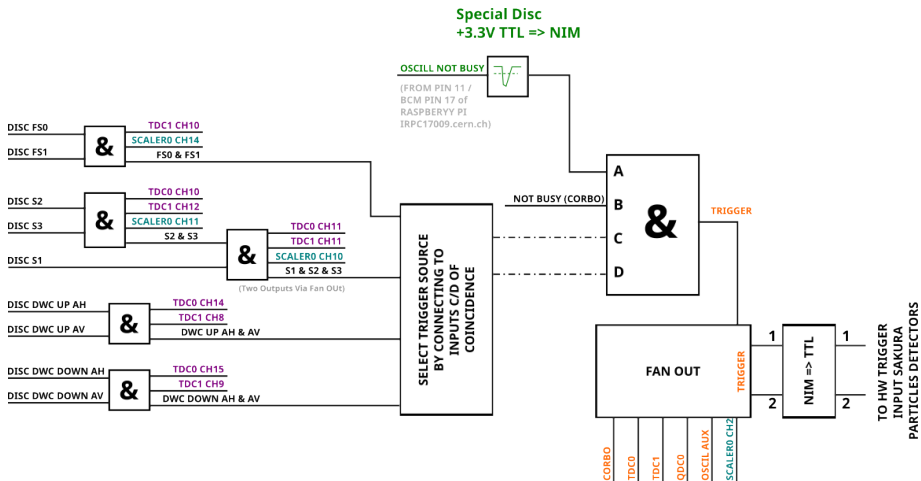 Special Disc
+3.3V TTL => NIM
OSCILL NOT BUSY
(FROM PIN 11 /
BCM PIN 17 of
RASPBERYY PI
IRPC17009.cern.ch)
DISC FS0
DISC FS1
&
TDC1 CH10
SCALER0 CH14
FS0 & FS1
DISC S2
DISC S3
&
TDC0 CH10
TDC1 CH12
SCALER0 CH11
S2 & S3
DISC S1
&
TDC0 CH11
TDC1 CH11
SCALER0 CH10
S1 & S2 & S3
(Two Outputs Via Fan OUt)
DISC DWC UP AH
DISC DWC UP AV
&
TDC0 CH14
TDC1 CH8
DWC UP AH & AV
DISC DWC DOWN AH
DISC DWC DOWN AV
&
TDC0 CH15
TDC1 CH9
DWC DOWN AH & AV
SELECT TRIGGER SOURCE
BY CONNECTING TO
INPUTS C/D OF
COINCIDENCE
NOT BUSY (CORBO)
A
B
C
D
&
TRIGGER
FAN OUT
TRIGGER
1
2
NIM => TTL
1
2
TO HW TRIGGER
INPUT SAKURA
PARTICLES DETECTORS
CORBO
TDC0
TDC1
QDC0
OSCIL AUX
SCALER0 CH2